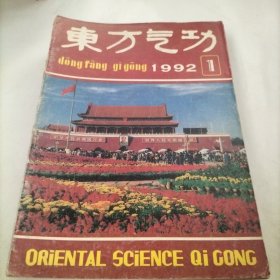 東方气功
dōng fāng qì gōng 1992 1
ORIENTAL SCIENCE QI GONG